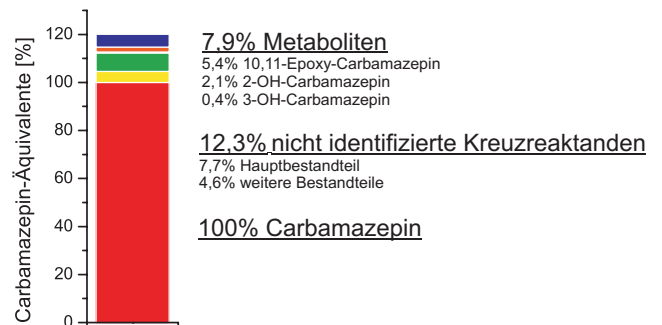 Carbamazepin-Äquivalente [%]
120
100
80
60
40
20
0
7,9% Metaboliten
5,4% 10,11-Epoxy-Carbamazepin
2,1% 2-OH-Carbamazepin
0,4% 3-OH-Carbamazepin
12,3% nicht identifizierte Kreuzreaktanden
7,7% Hauptbestandteil
4,6% weitere Bestandteile
100% Carbamazepin